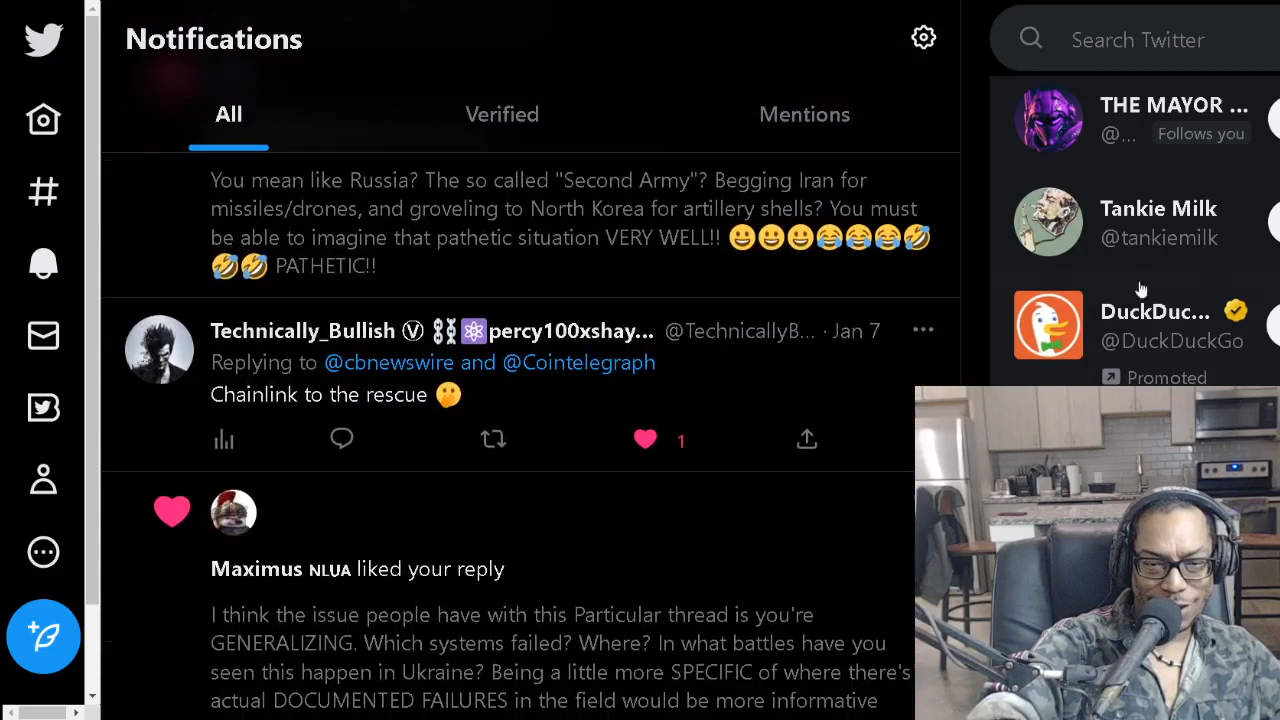 Notifications
Search Twitter
All
Verified
Mentions
You mean like Russia? The so called "Second Army"? Begging Iran for
missiles/drones, and groveling to North Korea for artillery shells? You must
be able to imagine that pathetic situation VERY WELL!! 😀😀😀😂😂😂🤣
🤣🤣 PATHETIC!!
Technically_Bullish Ⓥ ⛓⚛percy100xshay... @TechnicallyB... · Jan 7
Replying to @cbnewswire and @Cointelegraph
Chainlink to the rescue 🤭
1
Maximus NLUA liked your reply
I think the issue people have with this Particular thread is you're
GENERALIZING. Which systems failed? Where? In what battles have you
seen this happen in Ukraine? Being a little more SPECIFIC of where there's
actual DOCUMENTED FAILURES in the field would be more informative
THE MAYOR ...
@... Follows you
Tankie Milk
@tankiemilk
DuckDuc...
@DuckDuckGo
Promoted